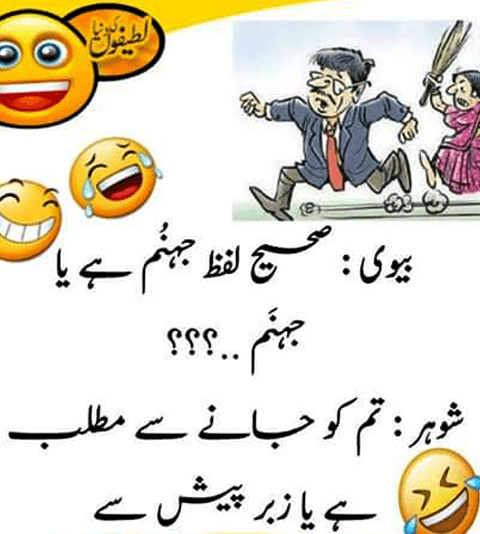 لطیفوں کی دنیا
بیوی : صحیح لفظ جہنُم ہے یا
جہنَم ..؟؟؟
شوہر : تم کو جانے سے مطلب
ہے یا زبر پیش سے